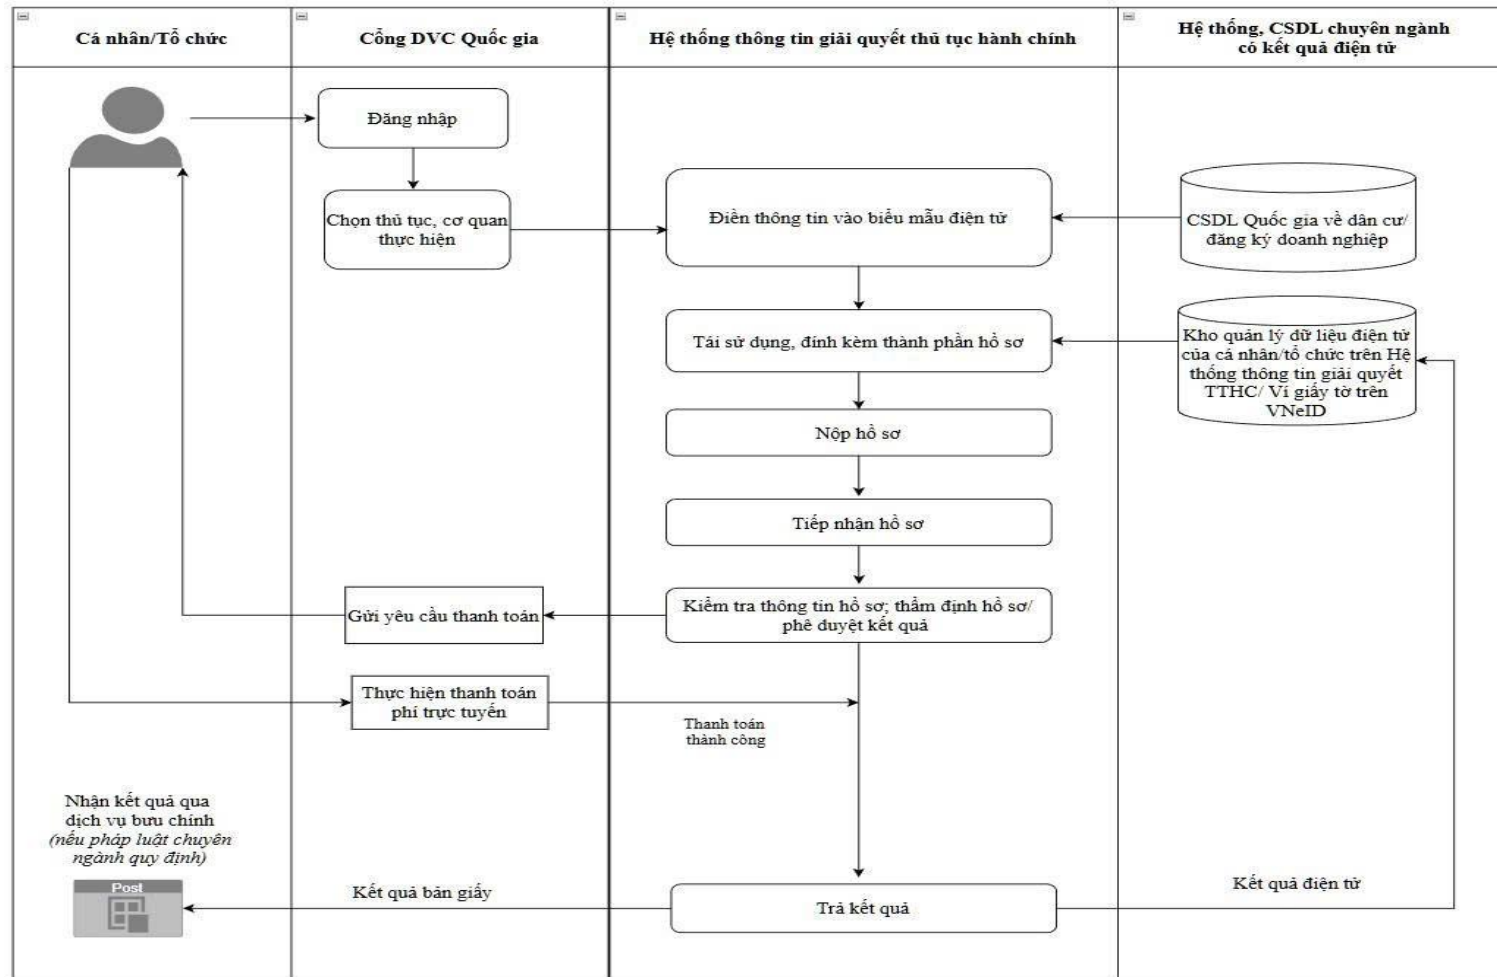 Cá nhân/Tổ chức
Cổng DVC Quốc gia
Hệ thống thông tin giải quyết thủ tục hành chính
Hệ thống, CSDL chuyên ngành
có kết quả điện tử
Đăng nhập
Chọn thủ tục, cơ quan
thực hiện
Điền thông tin vào biểu mẫu điện tử
CSDL Quốc gia về dân cư/
đăng ký doanh nghiệp
Tái sử dụng, đính kèm thành phần hồ sơ
Kho quản lý dữ liệu điện tử
của cá nhân/tổ chức trên Hệ
thống thông tin giải quyết
TTHC/ Ví giấy tờ trên
VNeID
Nộp hồ sơ
Tiếp nhận hồ sơ
Kiểm tra thông tin hồ sơ; thẩm định hồ sơ/
phê duyệt kết quả
Gửi yêu cầu thanh toán
Thực hiện thanh toán
phí trực tuyến
Thanh toán
thành công
Nhận kết quả qua
dịch vụ bưu chính
(nếu pháp luật chuyên
ngành quy định)
Post
Kết quả bản giấy
Trả kết quả
Kết quả điện tử